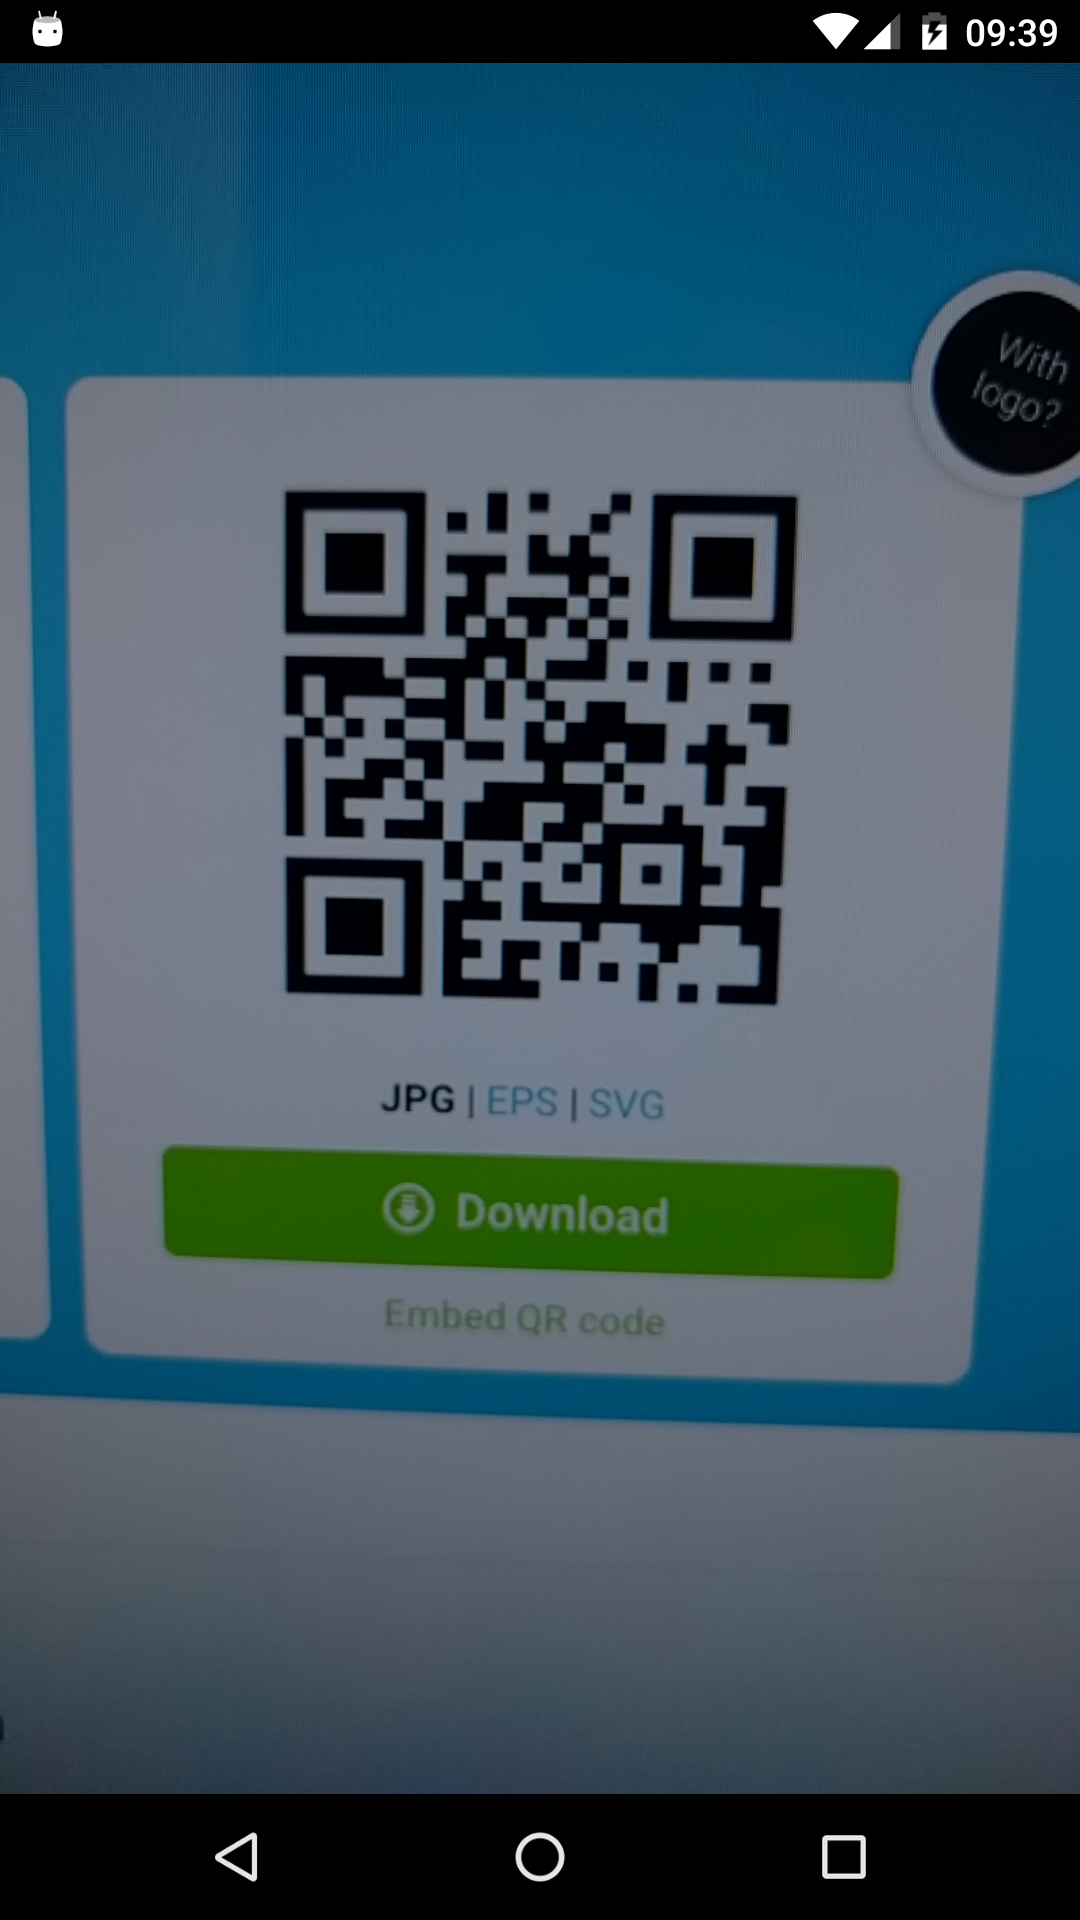 09:39
With
logo?
JPG | EPS | SVG
Download
Embed QR code